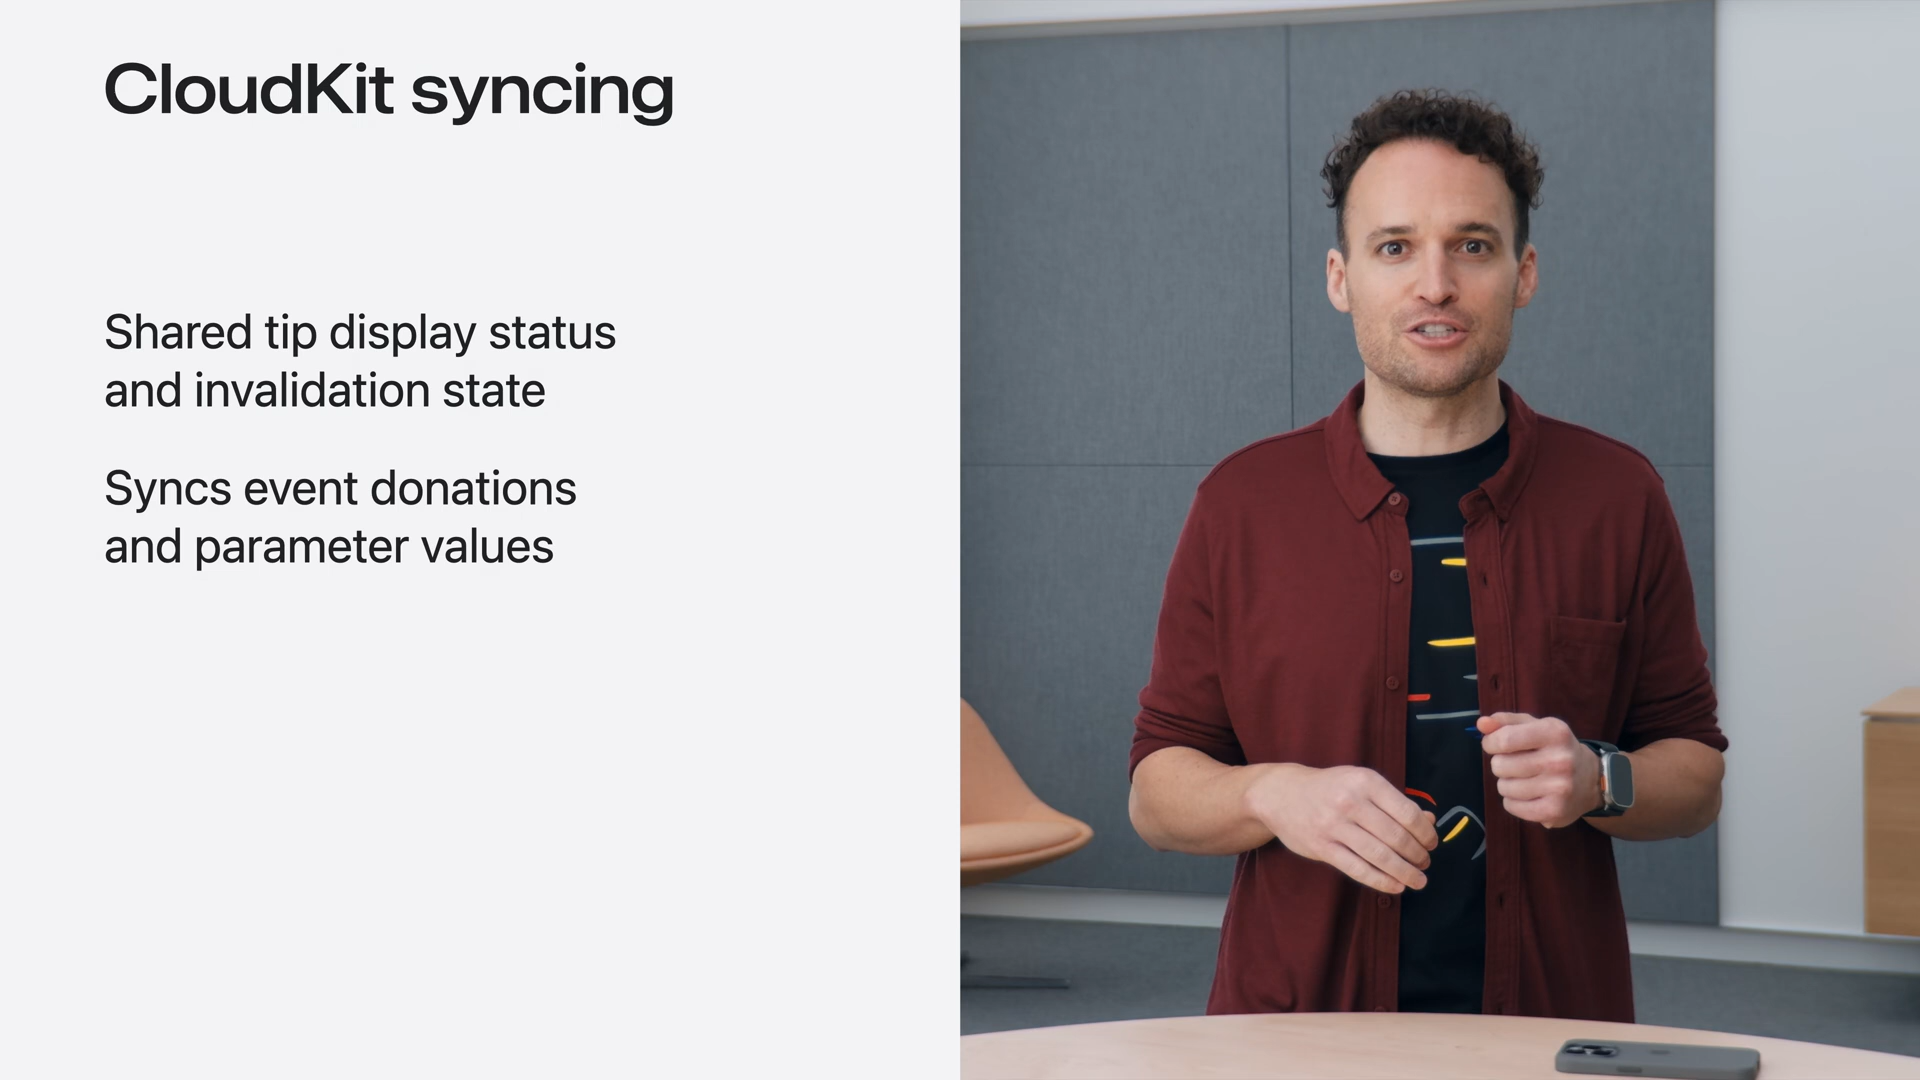 CloudKit syncing
Shared tip display status
and invalidation state
Syncs event donations
and parameter values